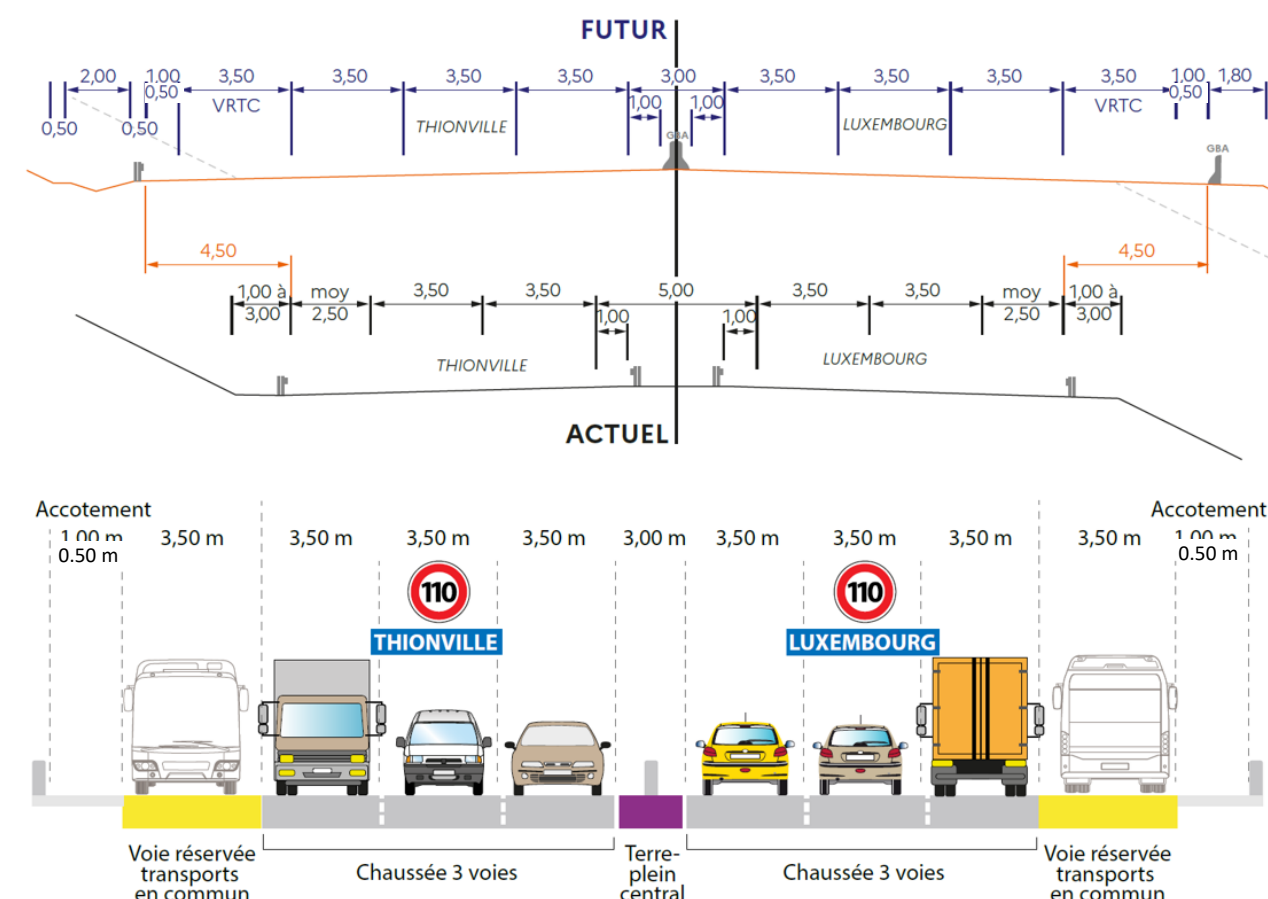 FUTUR
2,00 1,00 3,50 3,50 3,50 3,50 3,00 3,50 3,50 3,50 3,50 1,00 1,80
0,50 VRTC 1,00 1,00 VRTC 0,50
0,50 0,50 THIONVILLE LUXEMBOURG
GBA GBA
4,50 4,50
1,00 à moy 3,50 3,50 5,00 3,50 3,50 moy 1,00 à
3,00 2,50 1,00 1,00 2,50 3,00
THIONVILLE LUXEMBOURG
ACTUEL
Accotement Accotement
1,00 m 3,50 m 3,50 m 3,50 m 3,50 m 3,00 m 3,50 m 3,50 m 3,50 m 3,50 m 1,00 m
0.50 m 0.50 m
110 110
THIONVILLE LUXEMBOURG
Voie réservée Chaussée 3 voies Terre- Chaussée 3 voies Voie réservée
transports plein transports
en commun central en commun